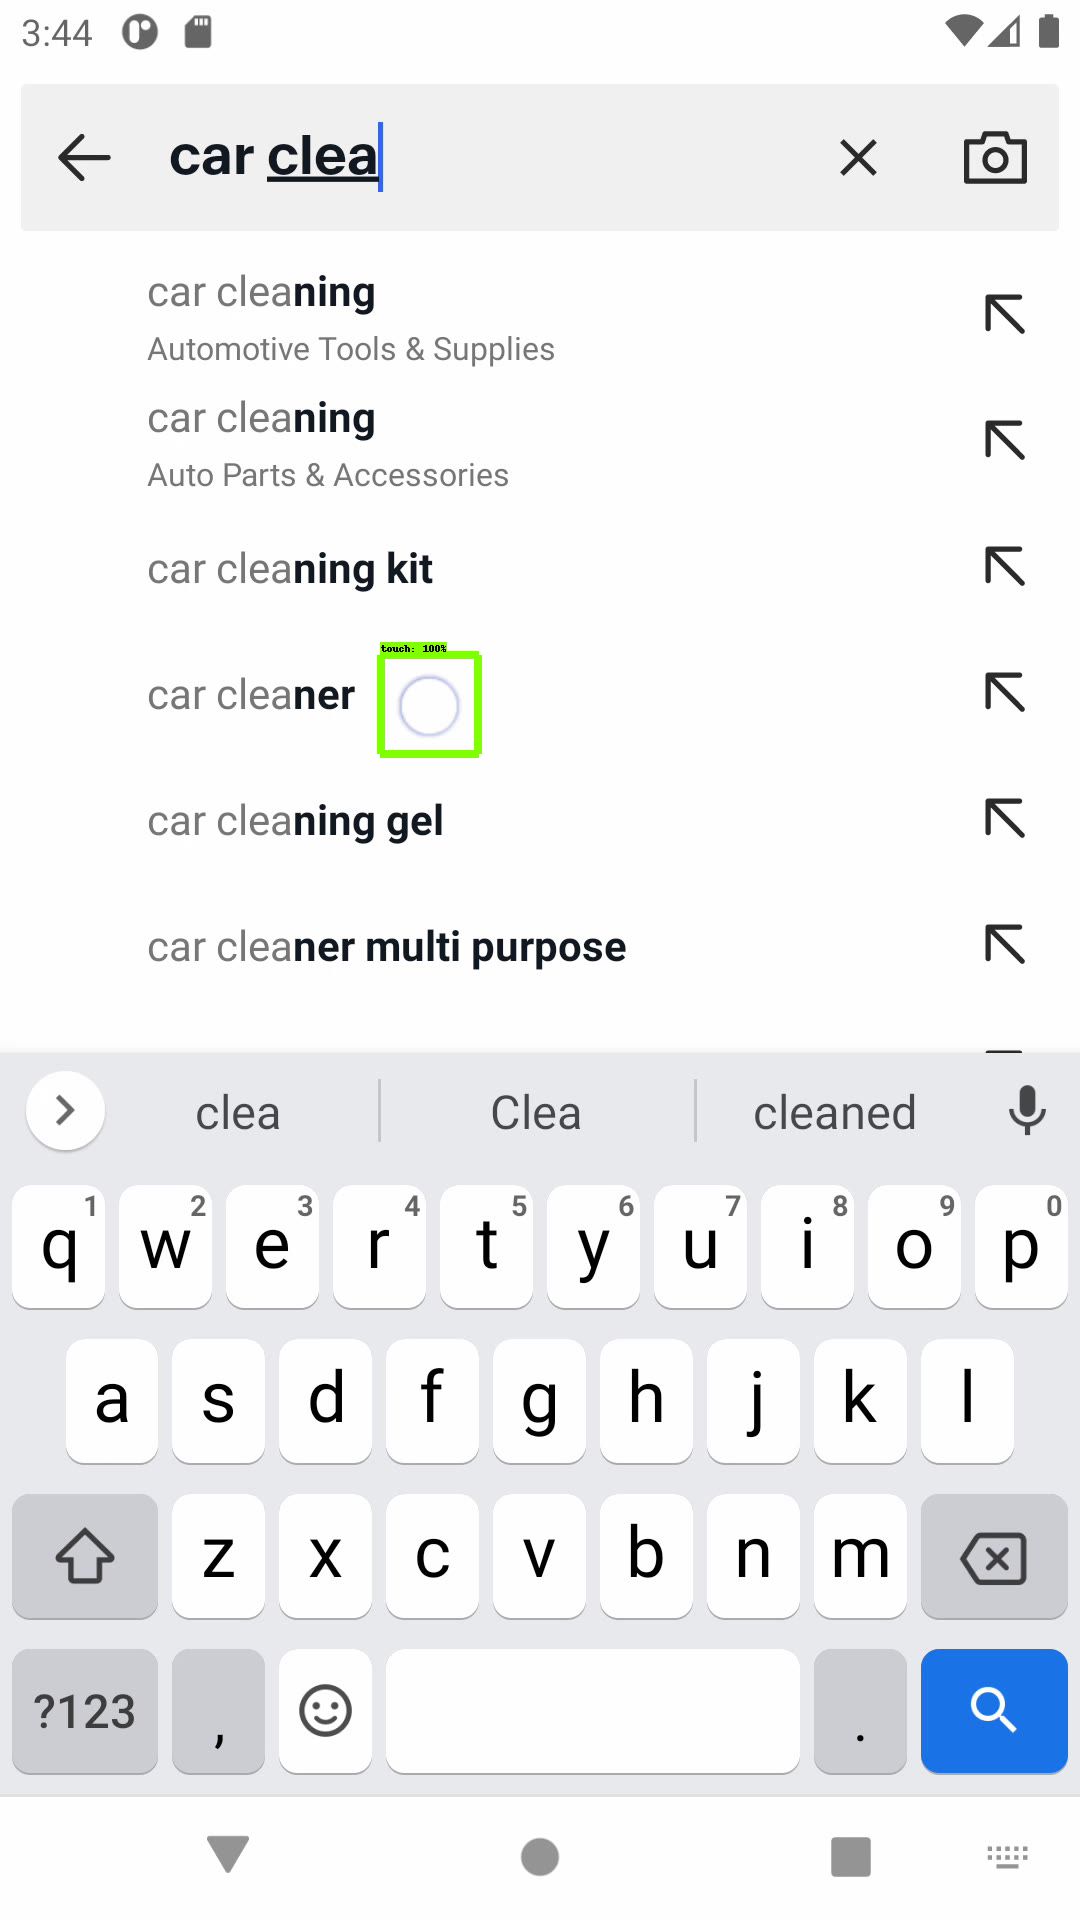 3:44
car clea
car cleaning
Automotive Tools & Supplies
car cleaning
Auto Parts & Accessories
car cleaning kit
touch: 100%
car cleaner
car cleaning gel
car cleaner multi purpose
clea Clea cleaned
q 1 w 2 e 3 r 4 t 5 y 6 u 7 i 8 o 9 p 0
a s d f g h j k l
z x c v b n m
?123 , .